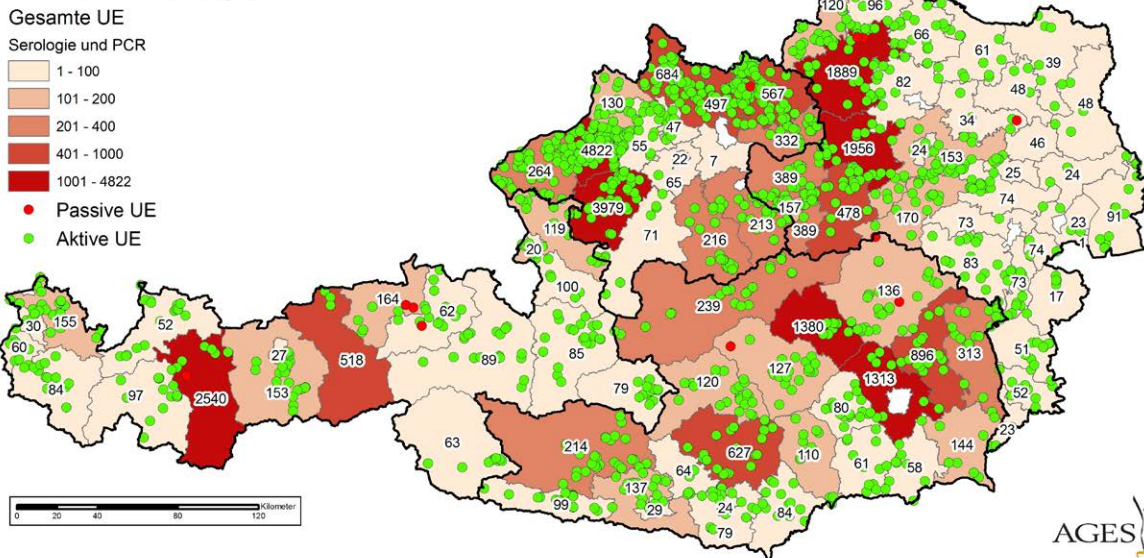 Gesamte UE
Serologie und PCR
1 - 100
101 - 200
201 - 400
401 - 1000
1001 - 4822
Passive UE
Aktive UE
120 96
66 61 39
684 1889 82 48 48
130 497 567
47 34
4822 55 332 1956 24 153 46
264 22 7 25 24
65 389 74
3979 157 478 170 91
119 71 216 213 389 73 23
20 83 74
100 73 17
164 239 136
30 155 52 62 1380
60 27 518 89 85 896 313 51
84 97 153 127 1313
2540 79 120 80 52
63 214 627 144 23
64 110 61 58
137
99 29 24 84
79
Kilometer
0 20 40 80 120
AGES